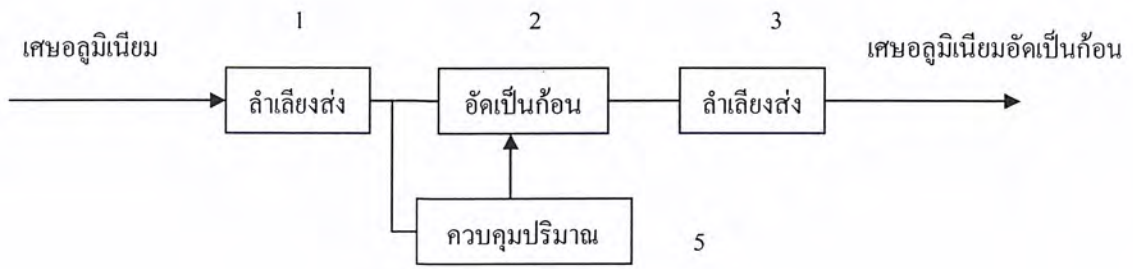 1
2
3
เศษอลูมิเนียม
เศษอลูมิเนียมอัดเป็นก้อน
ลำเลียงส่ง
อัดเป็นก้อน
ลำเลียงส่ง
ควบคุมปริมาณ
5